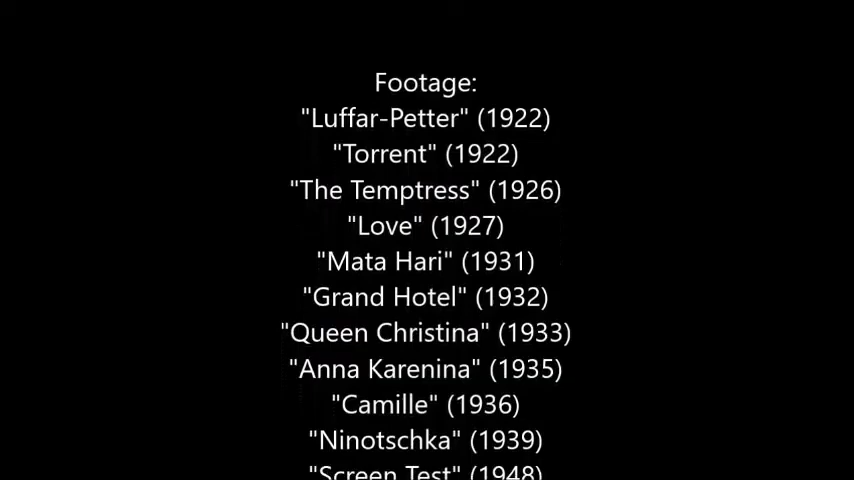 Footage:
"Luffar-Petter" (1922)
"Torrent" (1922)
"The Temptress" (1926)
"Love" (1927)
"Mata Hari" (1931)
"Grand Hotel" (1932)
"Queen Christina" (1933)
"Anna Karenina" (1935)
"Camille" (1936)
"Ninotschka" (1939)
"Screen Test" (1948)